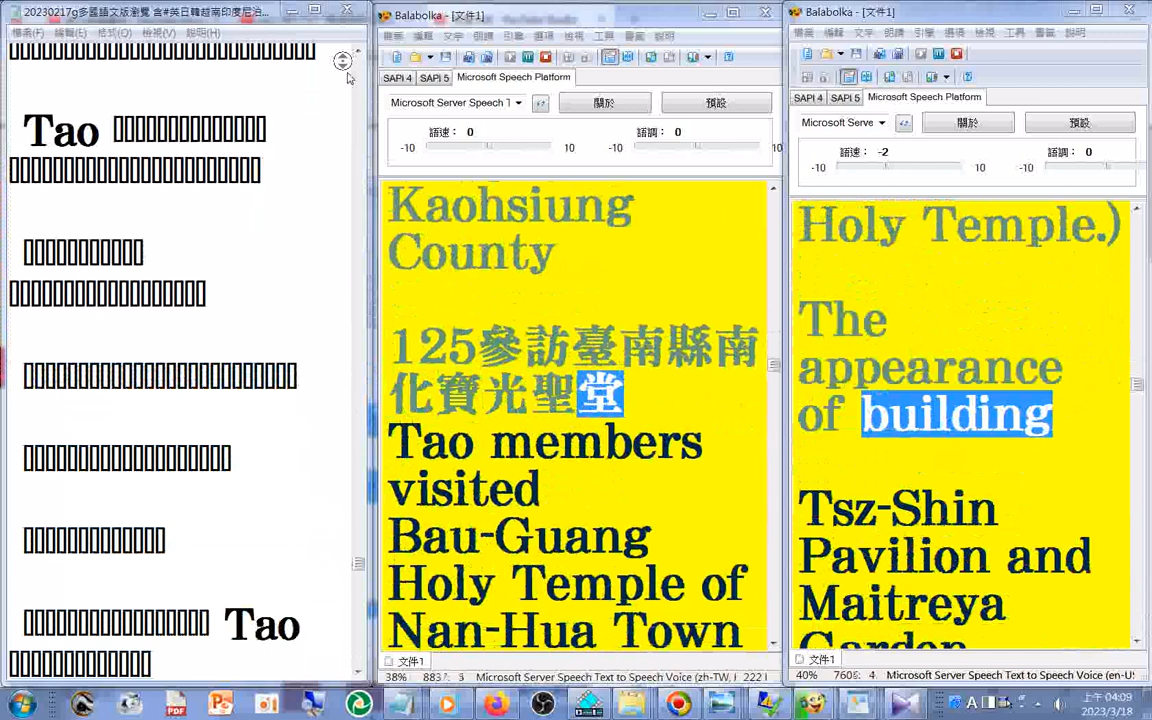 20230217g多國語文版瀏覽 含#英日韓越南印度尼泊...
檔案(F) 編輯(E) 格式(O) 檢視(V) 說明(H)
Tao
Tao
Balabolka - [文件1]
檔案 編輯 文字 朗讀 引擎 選項 檢視 工具 書籤 視窗 說明
SAPI 4 SAPI 5 Microsoft Speech Platform
Microsoft Server Speech T 關於 預設
語速： 0 語調： 0
-10 10 -10 10
Kaohsiung
County
125參訪臺南縣南
化寶光聖堂
Tao members
visited
Bau-Guang
Holy Temple of
Nan-Hua Town
文件1
38% Microsoft Server Speech Text to Speech Voice (zh-TW,
Balabolka - [文件1]
檔案 編輯 文字 朗讀 引擎 選項 檢視 工具 書籤 視窗 說明
SAPI 4 SAPI 5 Microsoft Speech Platform
Microsoft Serve 關於 預設
語速： -2 語調： 0
-10 10 -10
Holy Temple.)
The
appearance
of building
Tsz-Shin
Pavilion and
Maitreya
Garden
文件1
40% Microsoft Server Speech Text to Speech Voice (en-U
上午 04:09
2023/3/18